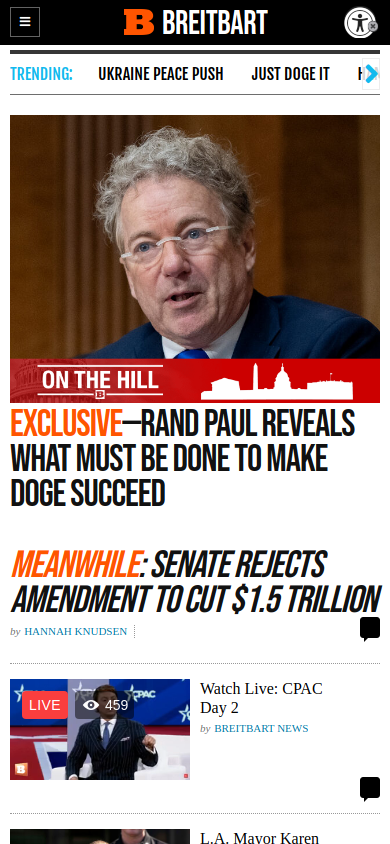 B BREITBART
TRENDING: UKRAINE PEACE PUSH JUST DOGE IT
ON THE HILL
B
EXCLUSIVE—RAND PAUL REVEALS
WHAT MUST BE DONE TO MAKE
DOGE SUCCEED
MEANWHILE: SENATE REJECTS
AMENDMENT TO CUT $1.5 TRILLION
by HANNAH KNUDSEN
LIVE 459
CPAC
B
Watch Live: CPAC
Day 2
by BREITBART NEWS
L.A. Mayor Karen